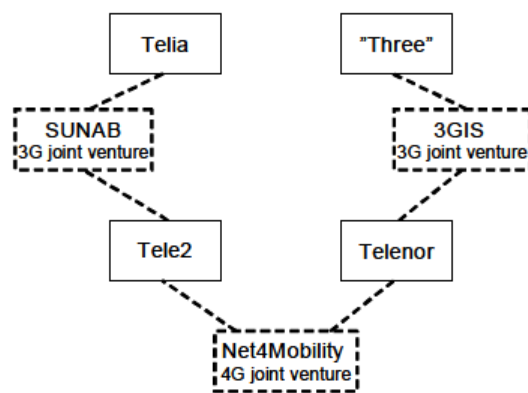 Telia
”Three”
SUNAB
3G joint venture
3GIS
3G joint venture
Tele2
Telenor
Net4Mobility
4G joint venture